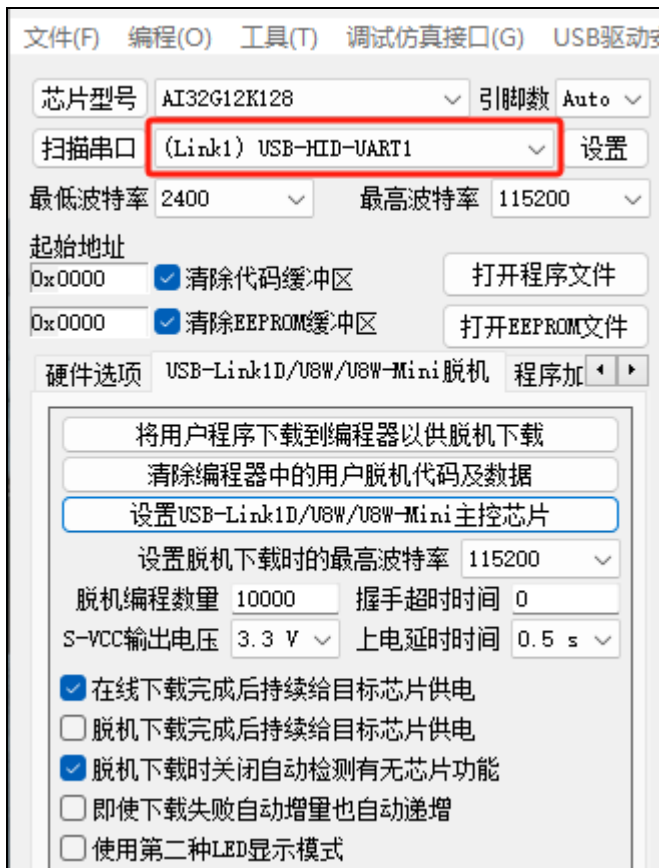 文件(F) 编程(O) 工具(T) 调试仿真接口(G) USB驱动
芯片型号 AI32G12K128 引脚数 Auto
扫描串口 (Link1) USB-HID-UART1 设置
最低波特率 2400 最高波特率 115200
起始地址
0x0000 清除代码缓冲区 打开程序文件
0x0000 清除EEPROM缓冲区 打开EEPROM文件
硬件选项 USB-Link1D/U8W/U8W-Mini脱机 程序加
将用户程序下载到编程器以供脱机下载
清除编程器中的用户脱机代码及数据
设置USB-Link1D/U8W/U8W-Mini主控芯片
设置脱机下载时的最高波特率 115200
脱机编程数量 10000 握手超时时间 0
S-VCC输出电压 3.3 V 上电延时时间 0.5 s
在线下载完成后持续给目标芯片供电
脱机下载完成后持续给目标芯片供电
脱机下载时关闭自动检测有无芯片功能
即使下载失败自动增量也自动递增
使用第二种LED显示模式